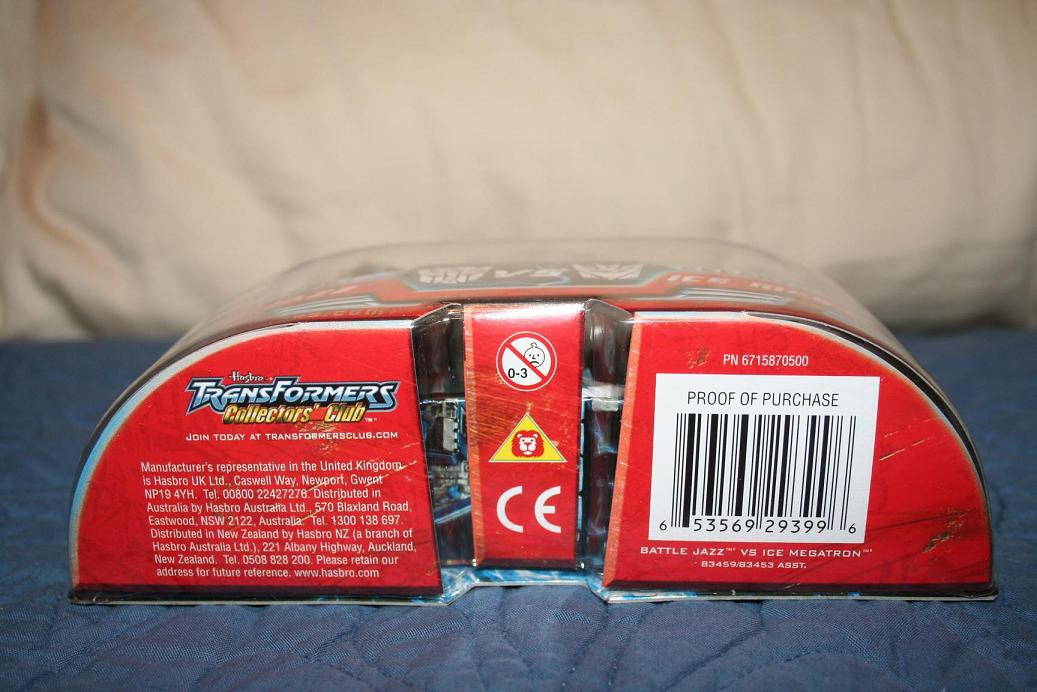 Hasbro
TRANSFORMERS
Collectors' Club™
JOIN TODAY AT TRANSFORMERSCLUB.COM
Manufacturer's representative in the United Kingdom
is Hasbro UK Ltd., Caswell Way, Newport, Gwent
NP19 4YH. Tel. 00800 22427276. Distributed in
Australia by Hasbro Australia Ltd., 570 Blaxland Road,
Eastwood, NSW 2122, Australia. Tel. 1300 138 697.
Distributed in New Zealand by Hasbro NZ (a branch of
Hasbro Australia Ltd.), 221 Albany Highway, Auckland,
New Zealand. Tel. 0508 828 200. Please retain our
address for future reference. www.hasbro.com
0-3
CE
PN 6715870500
PROOF OF PURCHASE
6 53569 29399 6
BATTLE JAZZ™ VS ICE MEGATRON™
83459/83453 ASST.